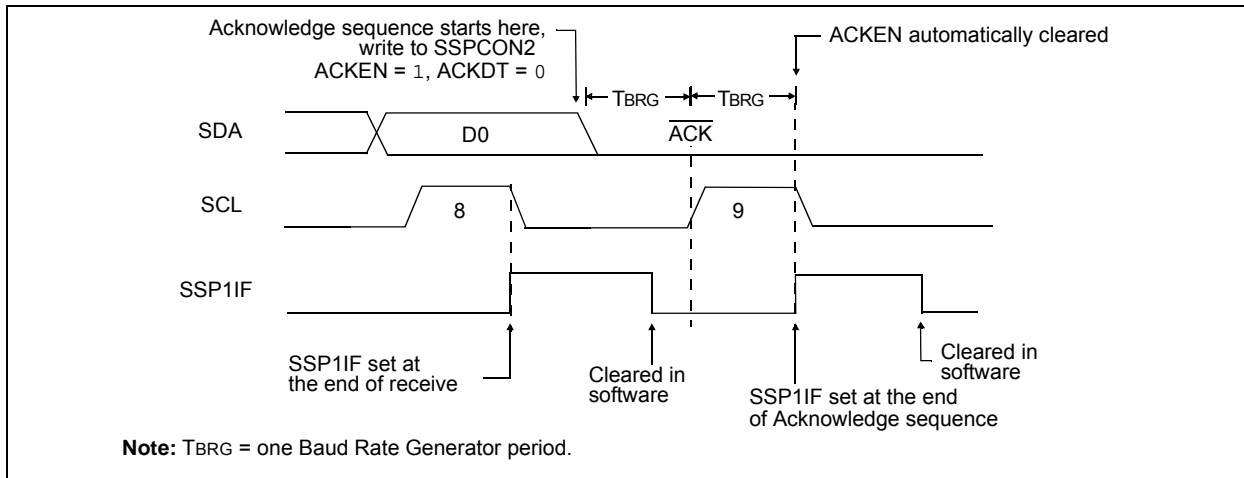 Acknowledge sequence starts here,
write to SSPCON2
ACKEN = 1, ACKDT = 0
ACKEN automatically cleared
TBRG
TBRG
SDA
D0
ACK
SCL
8
9
SSP1IF
SSP1IF set at
the end of receive
Cleared in
software
SSP1IF set at the end
of Acknowledge sequence
Cleared in
software
Note: TBRG = one Baud Rate Generator period.